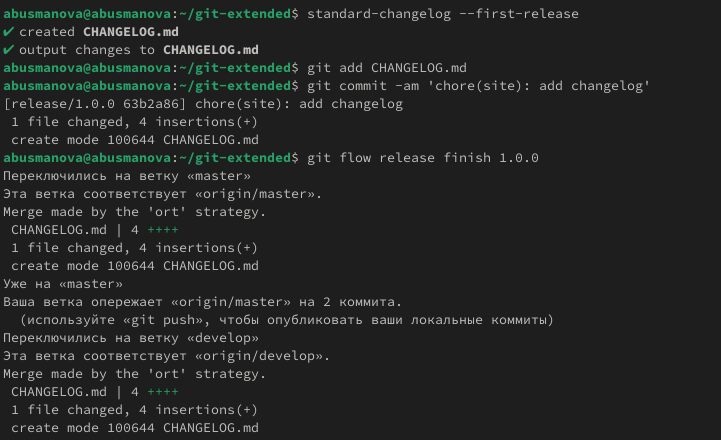 abusmanova@abusmanova:~/git-extended$ standard-changelog --first-release
✔ created CHANGELOG.md
✔ output changes to CHANGELOG.md
abusmanova@abusmanova:~/git-extended$ git add CHANGELOG.md
abusmanova@abusmanova:~/git-extended$ git commit -am 'chore(site): add changelog'
[release/1.0.0 63b2a86] chore(site): add changelog
 1 file changed, 4 insertions(+)
 create mode 100644 CHANGELOG.md
abusmanova@abusmanova:~/git-extended$ git flow release finish 1.0.0
Переключились на ветку «master»
Эта ветка соответствует «origin/master».
Merge made by the 'ort' strategy.
 CHANGELOG.md | 4 ++++
 1 file changed, 4 insertions(+)
 create mode 100644 CHANGELOG.md
Уже на «master»
Ваша ветка опережает «origin/master» на 2 коммита.
  (используйте «git push», чтобы опубликовать ваши локальные коммиты)
Переключились на ветку «develop»
Эта ветка соответствует «origin/develop».
Merge made by the 'ort' strategy.
 CHANGELOG.md | 4 ++++
 1 file changed, 4 insertions(+)
 create mode 100644 CHANGELOG.md